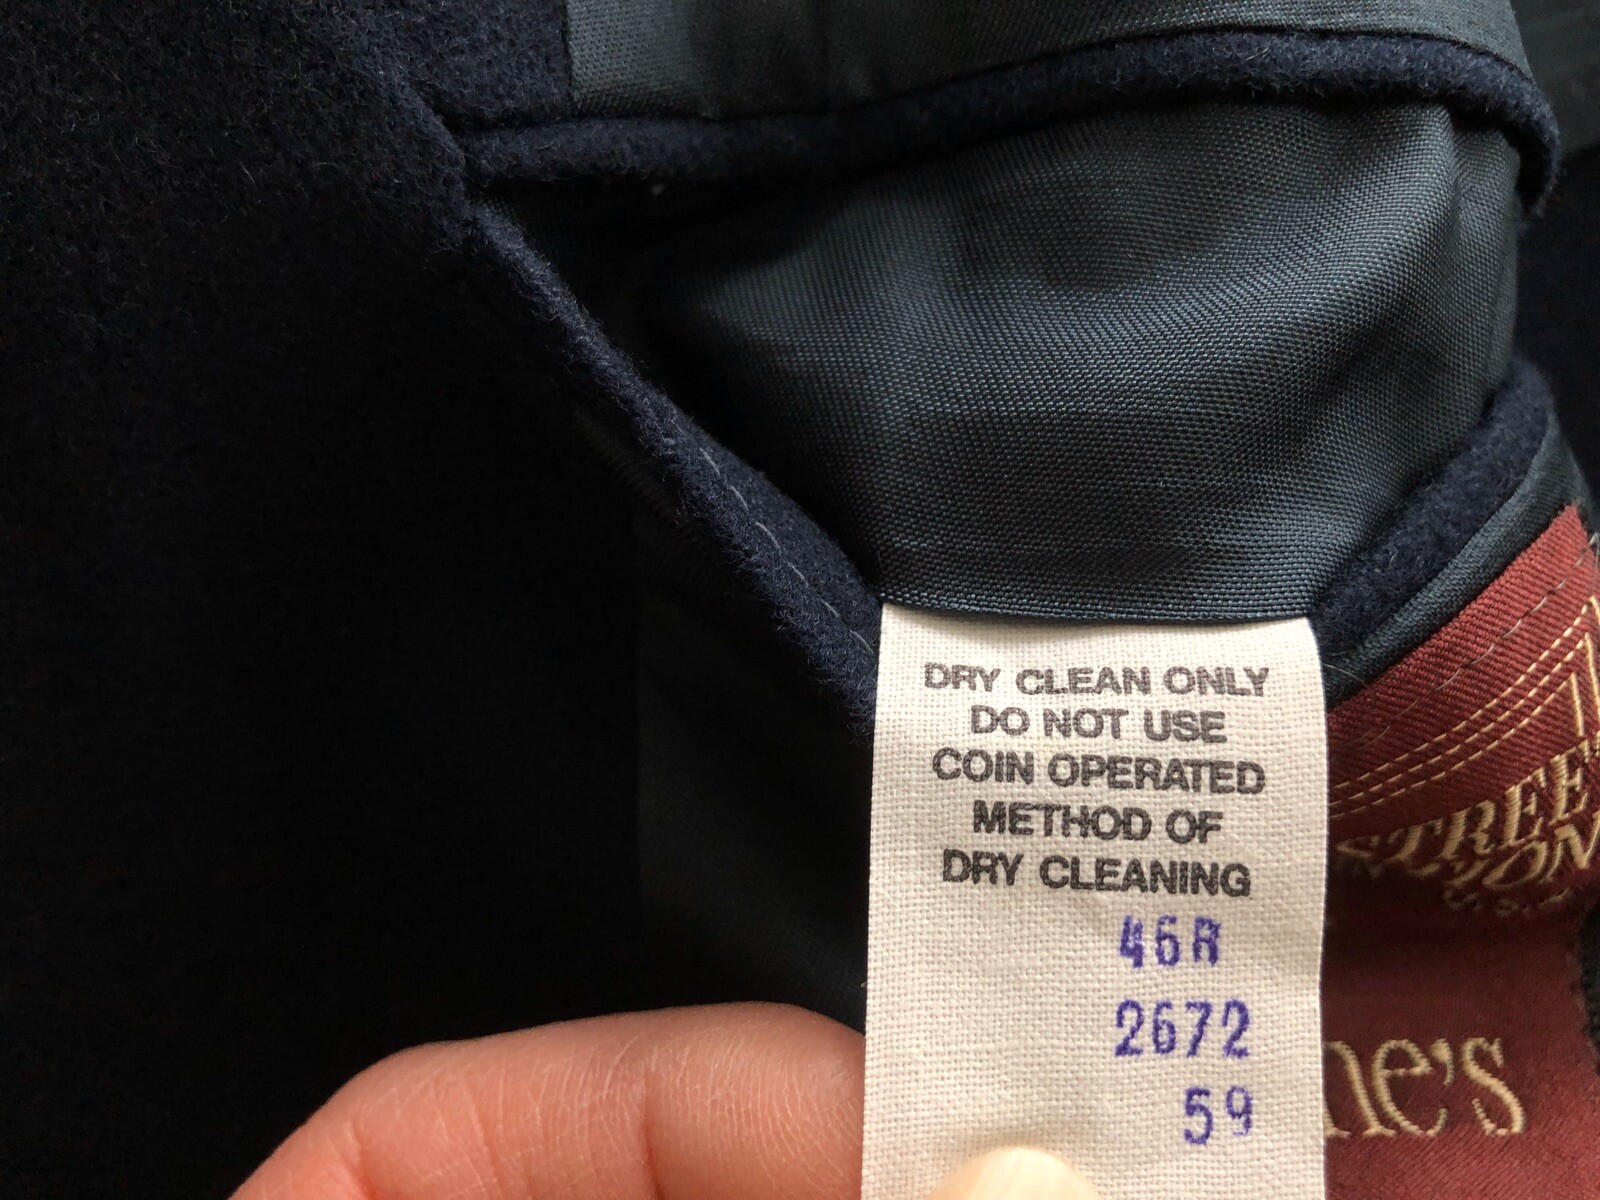 DRY CLEAN ONLY
DO NOT USE
COIN OPERATED
METHOD OF
DRY CLEANING
46R
2672
59